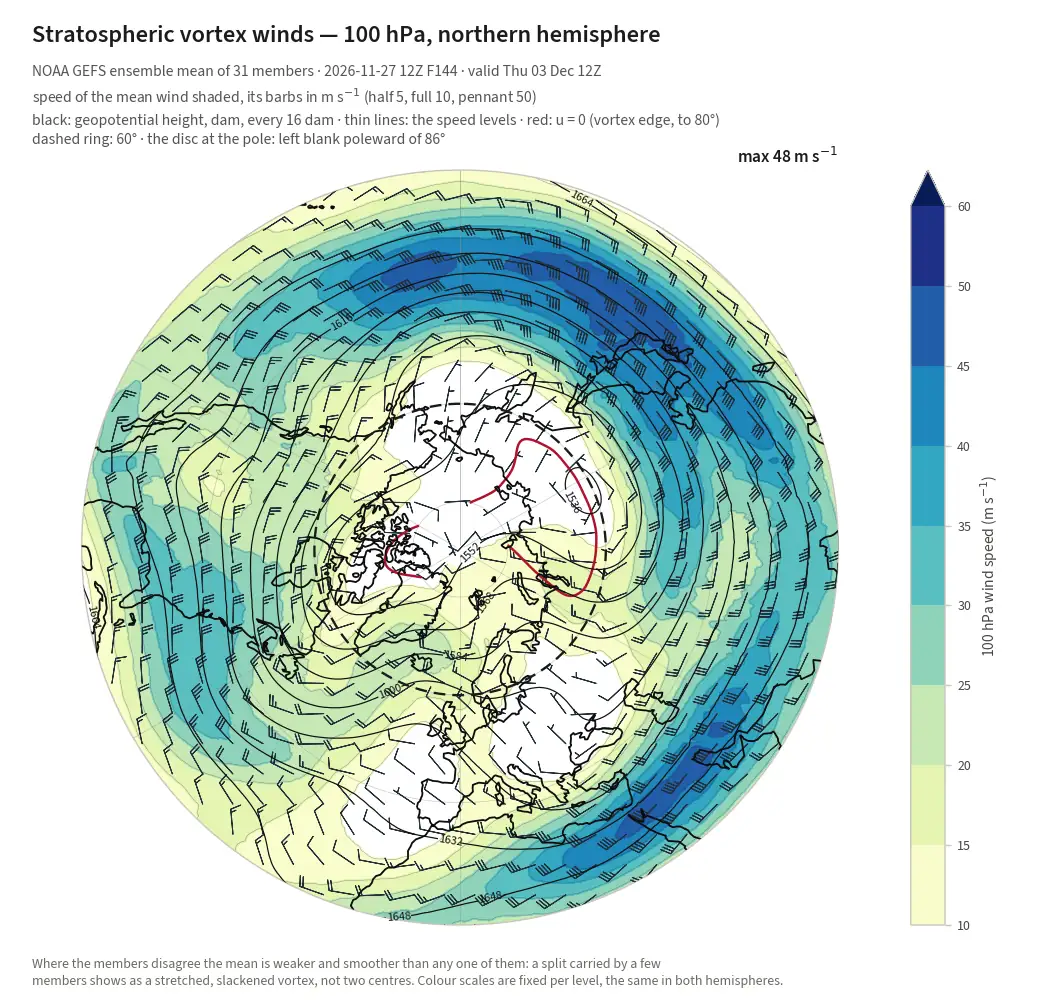 Stratospheric vortex winds — 100 hPa, northern hemisphere
NOAA GEFS ensemble mean of 31 members · 2026-11-27 12Z F144 · valid Thu 03 Dec 12Z
speed of the mean wind shaded, its barbs in m s⁻¹ (half 5, full 10, pennant 50)
black: geopotential height, dam, every 16 dam · thin lines: the speed levels · red: u = 0 (vortex edge, to 80°)
dashed ring: 60° · the disc at the pole: left blank poleward of 86°
max 48 m s⁻¹
1664
1536
1552
1568
1584
1600
1632
1648
1648
60
50
45
40
35
30
25
20
15
10
100 hPa wind speed (m s⁻¹)
Where the members disagree the mean is weaker and smoother than any one of them: a split carried by a few
members shows as a stretched, slackened vortex, not two centres. Colour scales are fixed per level, the same in both hemispheres.